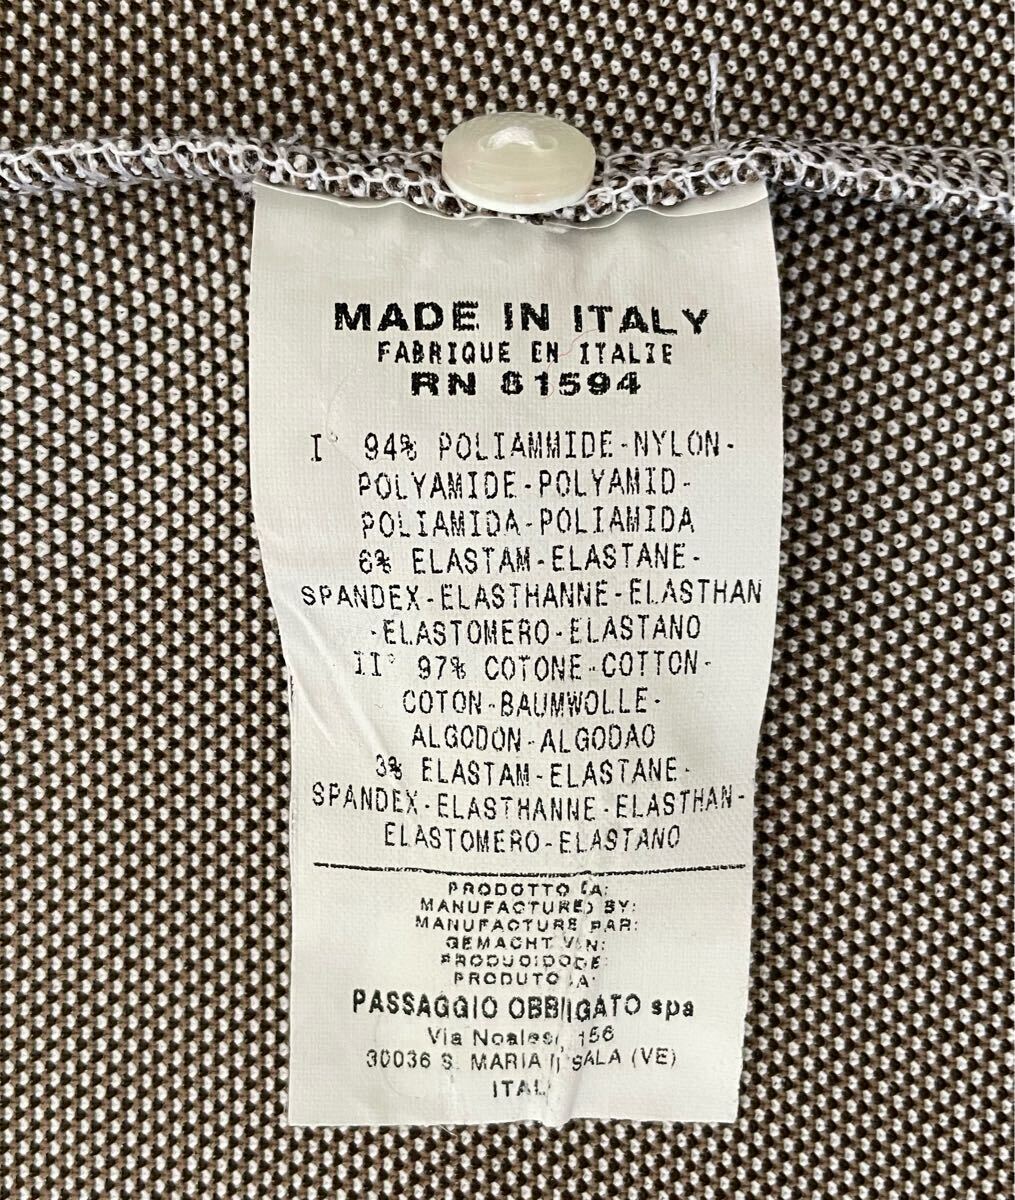 MADE IN ITALY
FABRIQUE EN ITALIE
RN 81594
I° 94% POLIAMMIDE-NYLON-
POLYAMIDE-POLYAMID-
POLIAMIDA-POLIAMIDA
6% ELASTAM-ELASTANE-
SPANDEX-ELASTHANNE-ELASTHAN
-ELASTOMERO-ELASTANO
II° 97% COTONE-COTTON-
COTON-BAUMWOLLE-
ALGODON-ALGODAO
3% ELASTAM-ELASTANE-
SPANDEX-ELASTHANNE-ELASTHAN-
ELASTOMERO-ELASTANO
PRODOTTO DA:
MANUFACTURED BY:
MANUFACTURE PAR:
GEMACHT VON:
PRODUCIDO DE:
PRODUTO DA:
PASSAGGIO OBBLIGATO spa
Via Noalese, 156
30036 S. MARIA DI SALA (VE)
ITALY